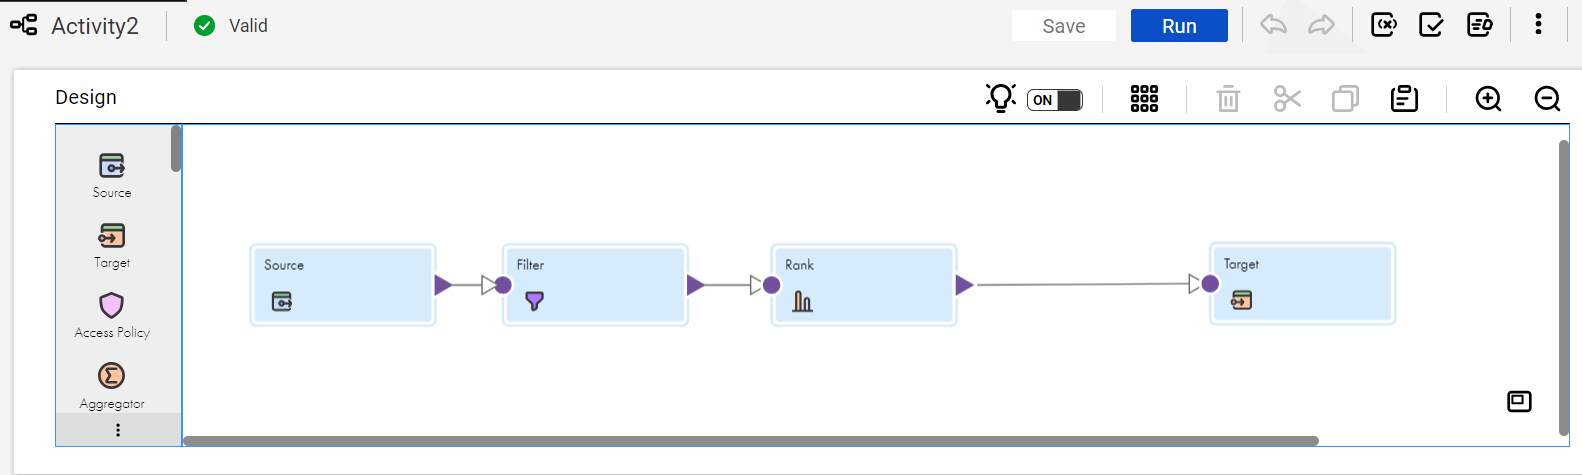 Activity2
Valid
Save
Run
Design
ON
Source
Target
Access Policy
Aggregator
Source
Filter
Rank
Target